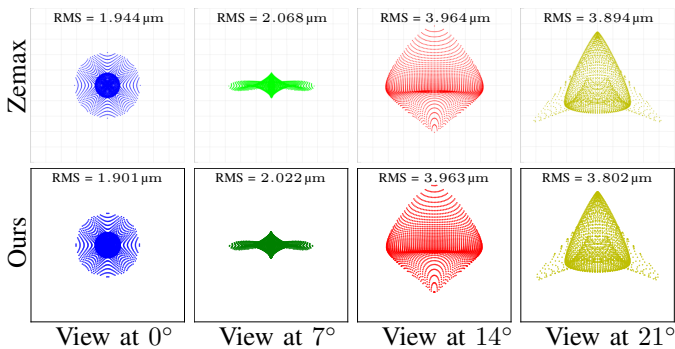 Zemax
RMS = 1.944 µm
RMS = 2.068 µm
RMS = 3.964 µm
RMS = 3.894 µm
Ours
RMS = 1.901 µm
RMS = 2.022 µm
RMS = 3.963 µm
RMS = 3.802 µm
View at 0°
View at 7°
View at 14°
View at 21°